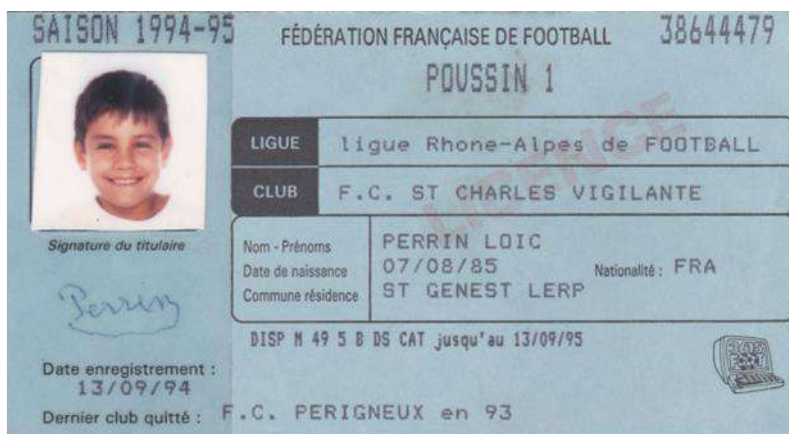 SAISON 1994-95 FÉDÉRATION FRANÇAISE DE FOOTBALL 38644479
POUSSIN 1
LICENCE
LIGUE ligue Rhone-Alpes de FOOTBALL
CLUB F.C. ST CHARLES VIGILANTE
Signature du titulaire
Perrin
Nom - Prénoms PERRIN LOIC
Date de naissance 07/08/85 Nationalité : FRA
Commune résidence ST GENEST LERP
DISP M 49 5 B DS CAT jusqu'au 13/09/95
Date enregistrement :
13/09/94
Dernier club quitté : F.C. PERIGNEUX en 93